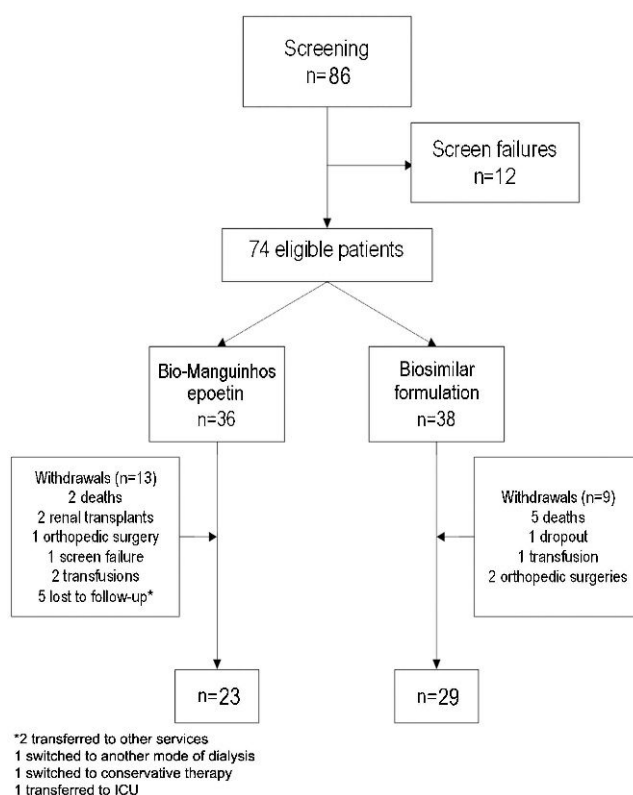 Screening
n=86
Screen failures
n=12
74 eligible patients
Bio-Manguinhos
epoetin
n=36
Biosimilar
formulation
n=38
Withdrawals (n=13)
2 deaths
2 renal transplants
1 orthopedic surgery
1 screen failure
2 transfusions
5 lost to follow-up*
Withdrawals (n=9)
5 deaths
1 dropout
1 transfusion
2 orthopedic surgeries
n=23
n=29
*2 transferred to other services
1 switched to another mode of dialysis
1 switched to conservative therapy
1 transferred to ICU